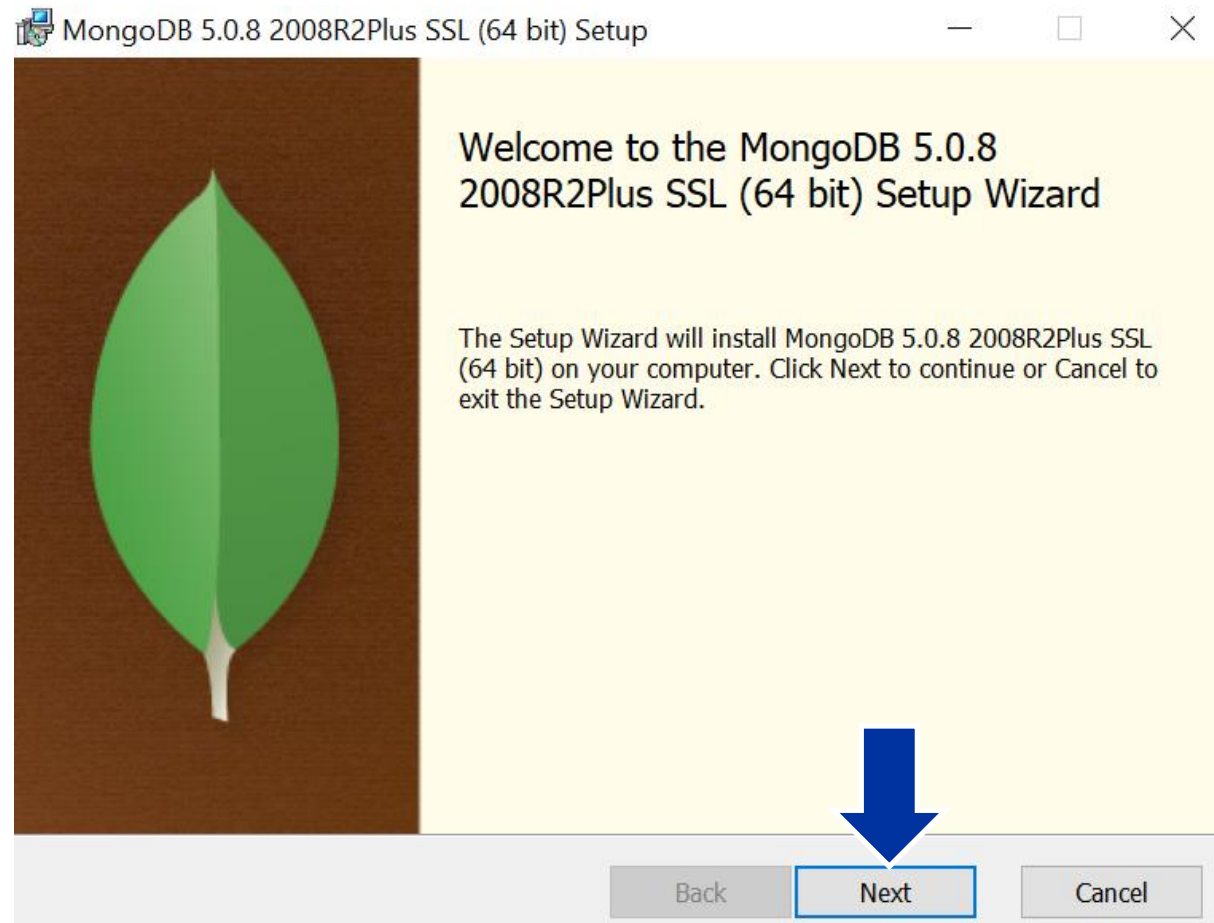 MongoDB 5.0.8 2008R2Plus SSL (64 bit) Setup
Welcome to the MongoDB 5.0.8
2008R2Plus SSL (64 bit) Setup Wizard
The Setup Wizard will install MongoDB 5.0.8 2008R2Plus SSL
(64 bit) on your computer. Click Next to continue or Cancel to
exit the Setup Wizard.
Back Next Cancel